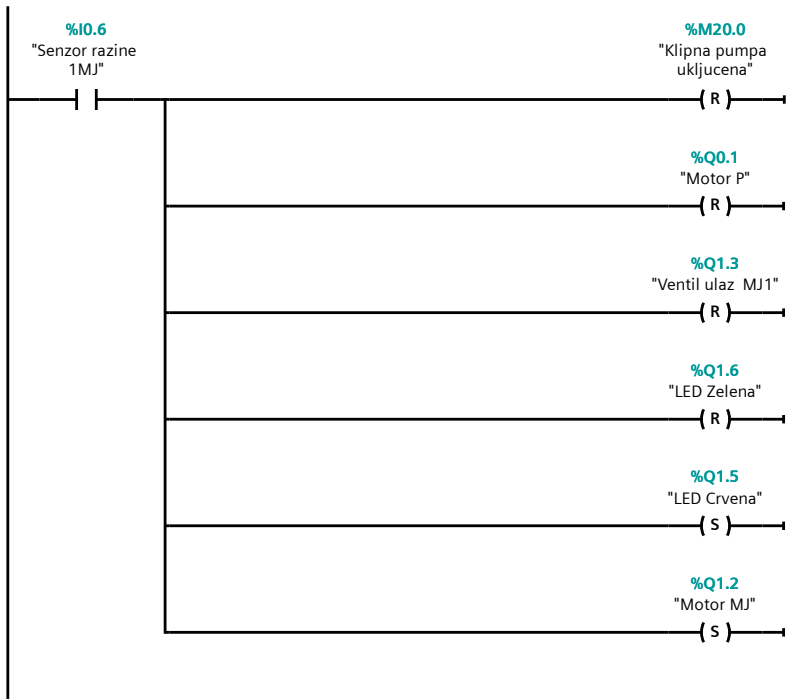 %I0.6
"Senzor razine
1MJ"
%M20.0
"Klipna pumpa
ukljucena"
R
%Q0.1
"Motor P"
R
%Q1.3
"Ventil ulaz  MJ1"
R
%Q1.6
"LED Zelena"
R
%Q1.5
"LED Crvena"
S
%Q1.2
"Motor MJ"
S